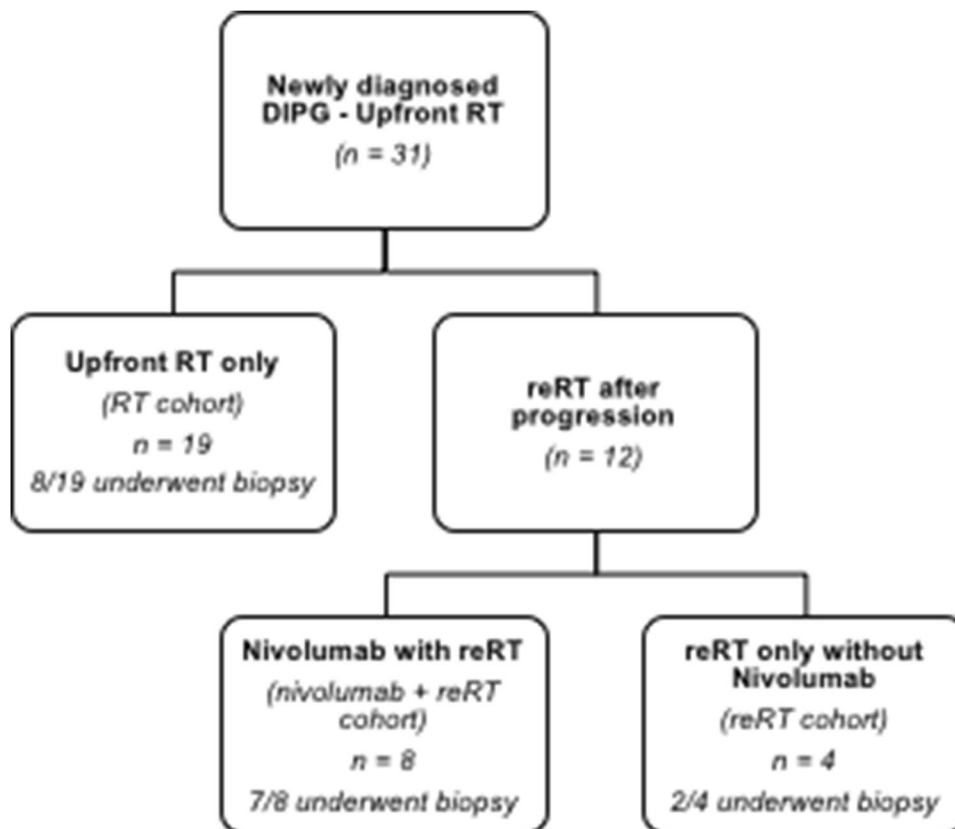 Newly diagnosed
DIPG - Upfront RT
(n = 31)
Upfront RT only
(RT cohort)
n = 19
8/19 underwent biopsy
reRT after
progression
(n = 12)
Nivolumab with reRT
(nivolumab + reRT
cohort)
n = 8
7/8 underwent biopsy
reRT only without
Nivolumab
(reRT cohort)
n = 4
2/4 underwent biopsy